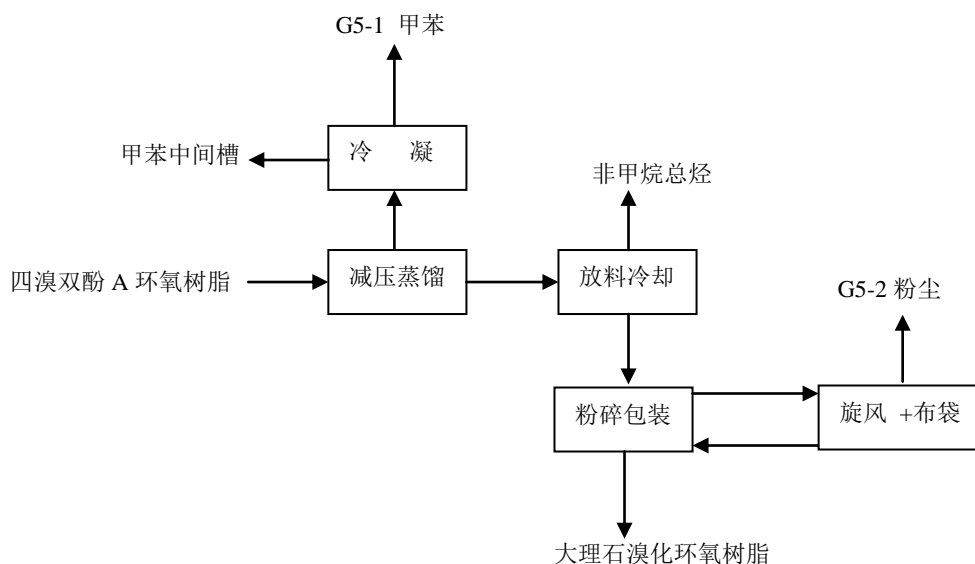 G5-1 甲苯
冷 凝
甲苯中间槽
非甲烷总烃
四溴双酚 A 环氧树脂
减压蒸馏
放料冷却
G5-2 粉尘
粉碎包装
旋风 +布袋
大理石溴化环氧树脂